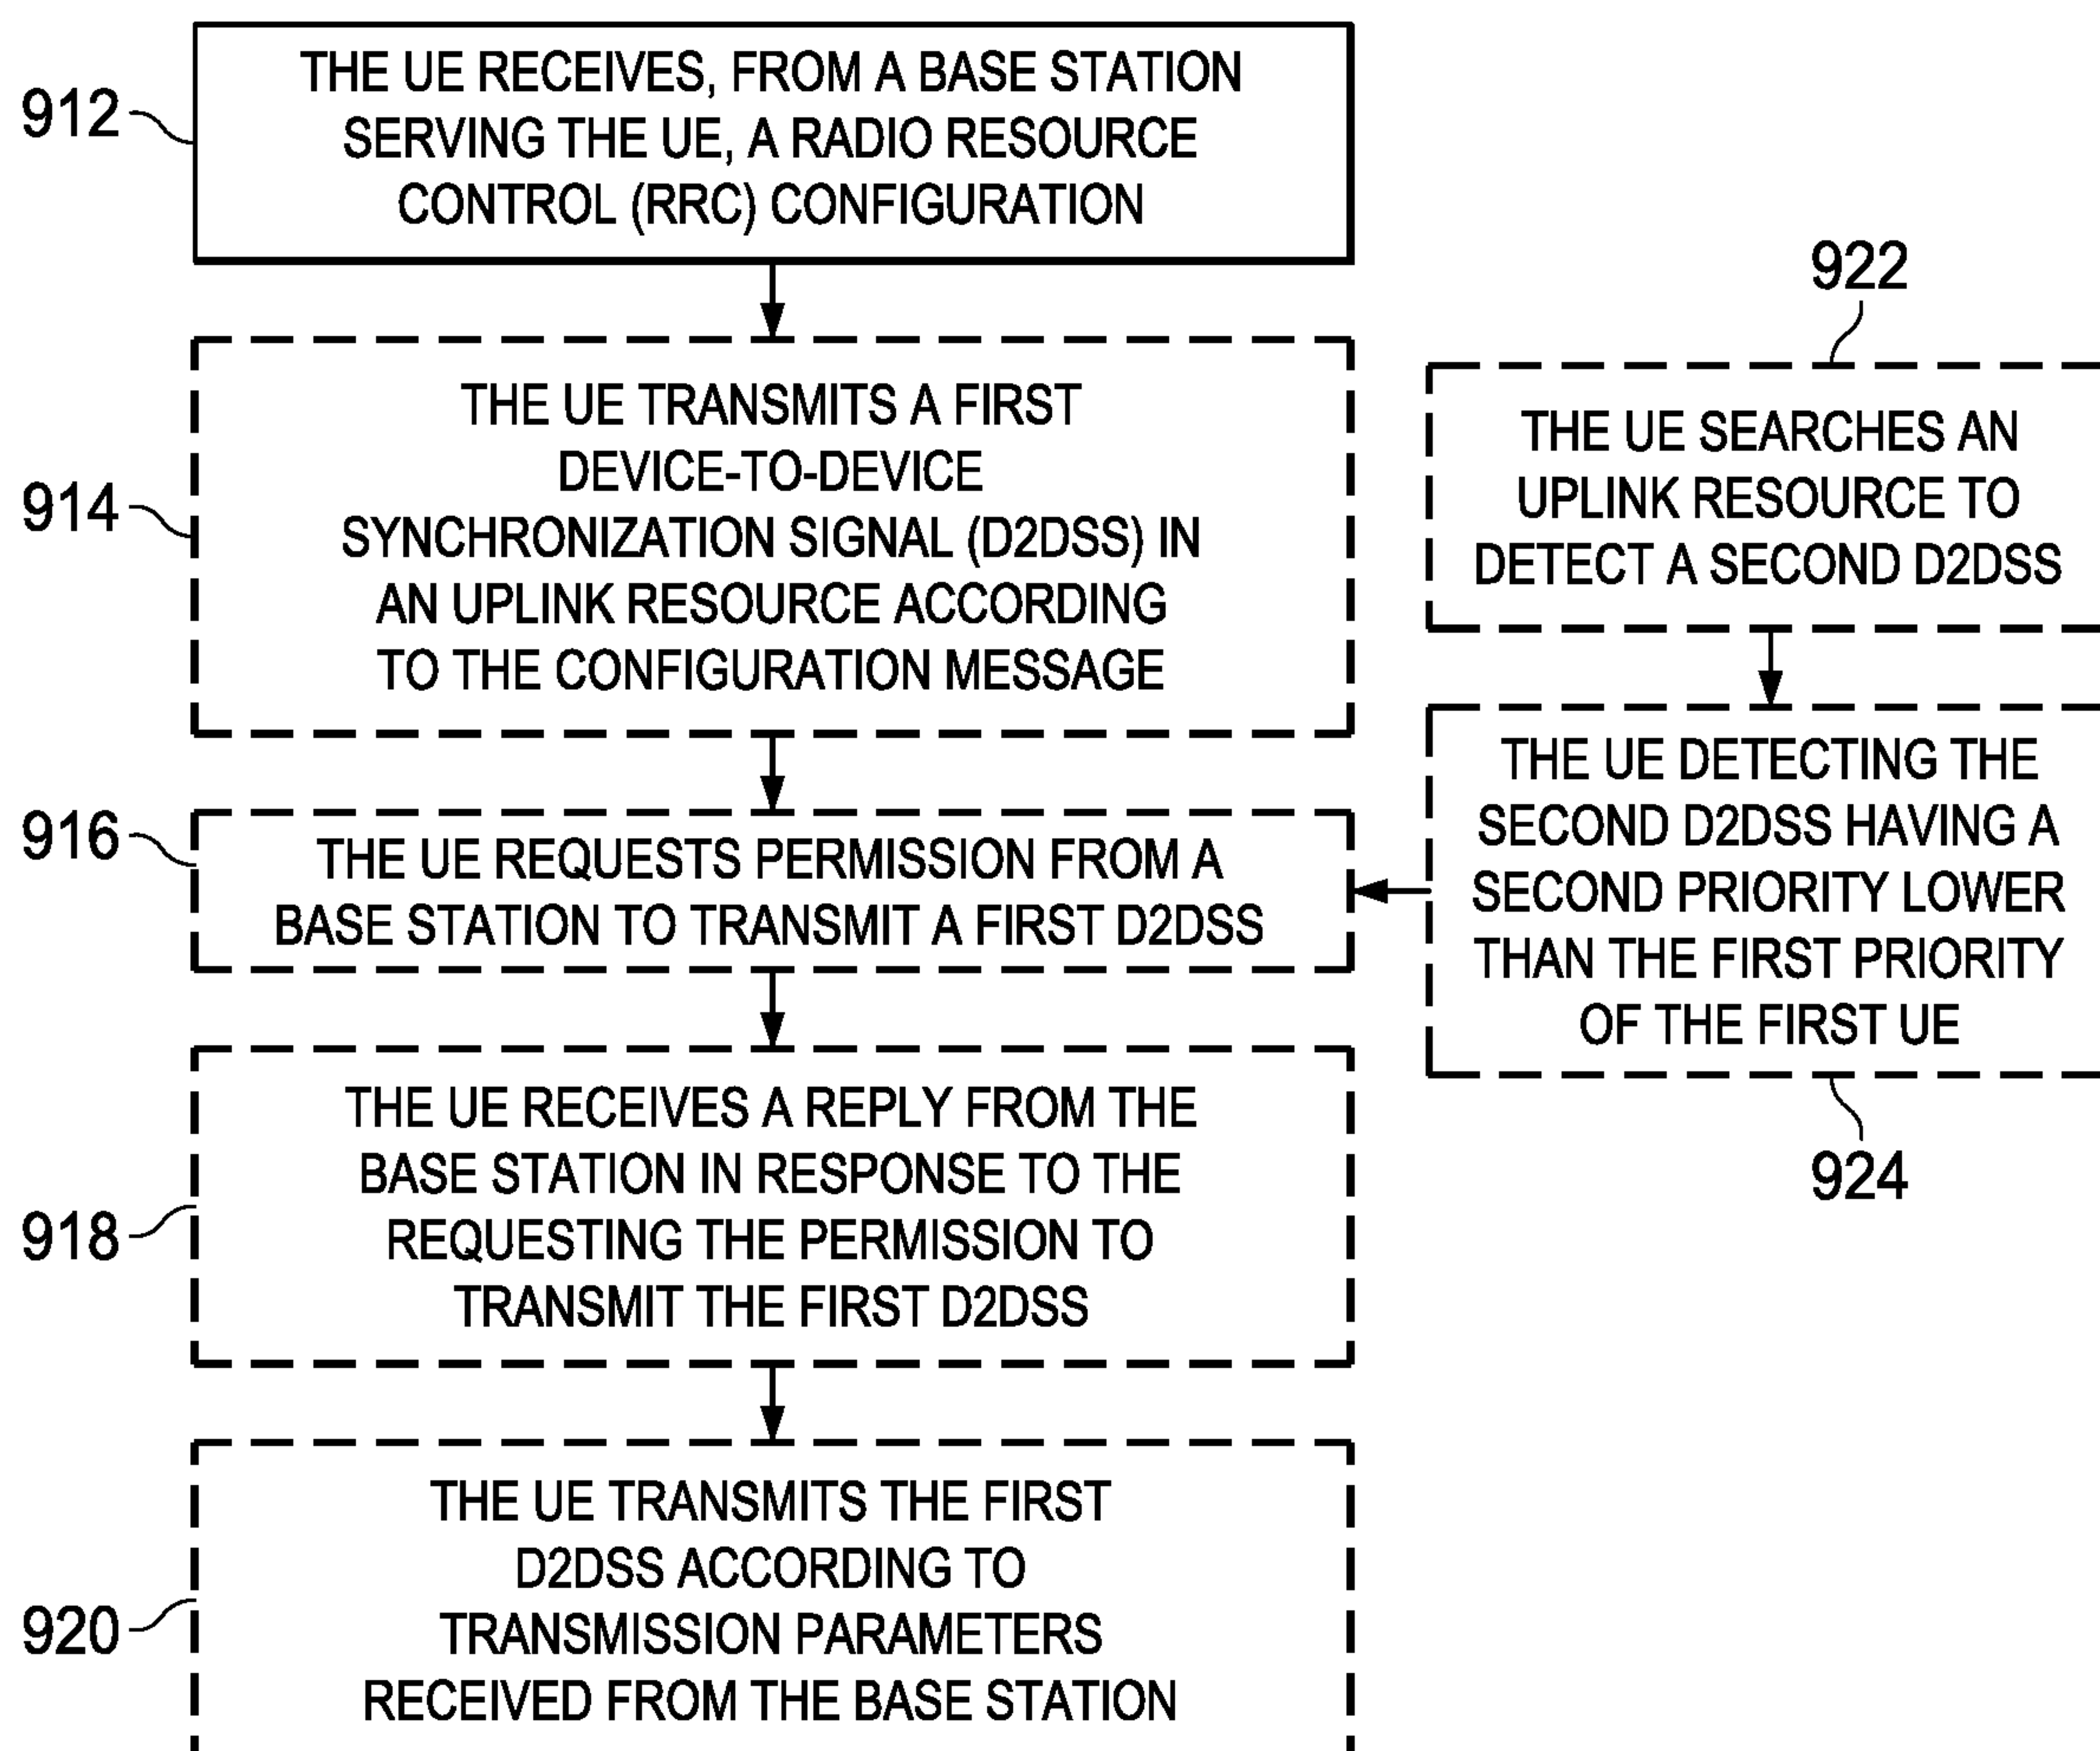 912
THE UE RECEIVES, FROM A BASE STATION
SERVING THE UE, A RADIO RESOURCE
CONTROL (RRC) CONFIGURATION
914
THE UE TRANSMITS A FIRST
DEVICE-TO-DEVICE
SYNCHRONIZATION SIGNAL (D2DSS) IN
AN UPLINK RESOURCE ACCORDING
TO THE CONFIGURATION MESSAGE
916
THE UE REQUESTS PERMISSION FROM A
BASE STATION TO TRANSMIT A FIRST D2DSS
918
THE UE RECEIVES A REPLY FROM THE
BASE STATION IN RESPONSE TO THE
REQUESTING THE PERMISSION TO
TRANSMIT THE FIRST D2DSS
920
THE UE TRANSMITS THE FIRST
D2DSS ACCORDING TO
TRANSMISSION PARAMETERS
RECEIVED FROM THE BASE STATION
922
THE UE SEARCHES AN
UPLINK RESOURCE TO
DETECT A SECOND D2DSS
THE UE DETECTING THE
SECOND D2DSS HAVING A
SECOND PRIORITY LOWER
THAN THE FIRST PRIORITY
OF THE FIRST UE
924